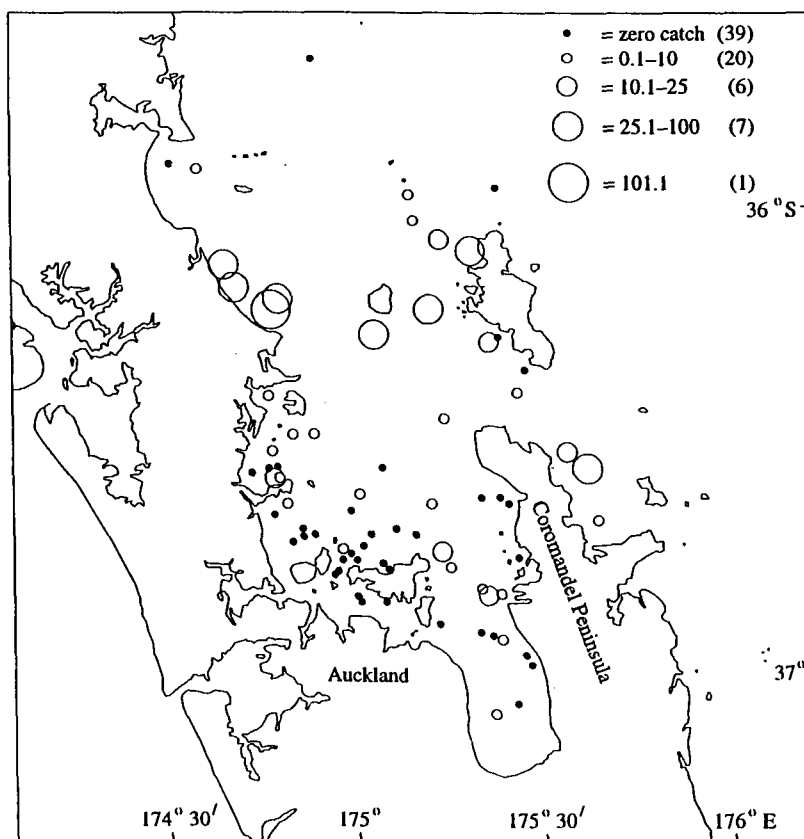 = zero catch (39)
= 0.1–10 (20)
= 10.1–25 (6)
= 25.1–100 (7)
= 101.1 (1)
36°S
Coromandel Peninsula
37°
Auckland
174° 30′ 175° 175° 30′ 176° E